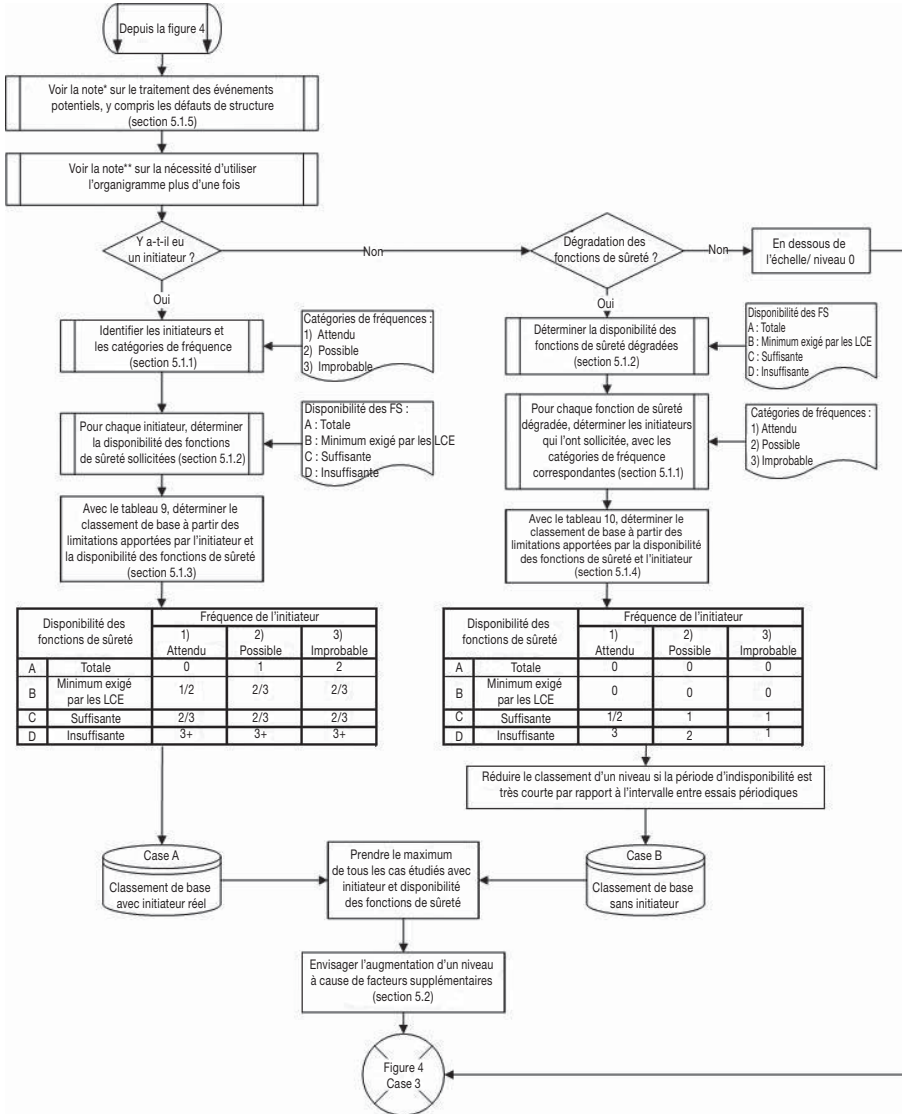 Depuis la figure 4
Voir la note* sur le traitement des événements
potentiels, y compris les défauts de structure
(section 5.1.5)
Voir la note** sur la nécessité d'utiliser
l'organigramme plus d'une fois
Y a-t-il eu
un initiateur ?
Non
Dégradation des
fonctions de sûreté ?
Non
En dessous de
l'échelle/ niveau 0
Oui
Oui
Identifier les initiateurs et
les catégories de fréquence
(section 5.1.1)
Catégories de fréquences :
1) Attendu
2) Possible
3) Improbable
Déterminer la disponibilité des
fonctions de sûreté dégradées
(section 5.1.2)
Disponibilité des FS
A : Totale
B : Minimum exigé par les LCE
C : Suffisante
D : Insuffisante
Pour chaque initiateur, déterminer
la disponibilité des fonctions
de sûreté sollicitées (section 5.1.2)
Disponibilité des FS :
A : Totale
B : Minimum exigé par les LCE
C : Suffisante
D : Insuffisante
Pour chaque fonction de sûreté
dégradée, déterminer les initiateurs
qui l'ont sollicitée, avec les
catégories de fréquence
correspondantes (section 5.1.1)
Catégories de fréquences :
1) Attendu
2) Possible
3) Improbable
Avec le tableau 9, déterminer le
classement de base à partir des
limitations apportées par l'initiateur et
la disponibilité des fonctions de sûreté
(section 5.1.3)
Avec le tableau 10, déterminer le
classement de base à partir des
limitations apportées par la disponibilité
des fonctions de sûreté et l'initiateur
(section 5.1.4)
Disponibilité des
fonctions de sûreté
Fréquence de l'initiateur
1)
Attendu
2)
Possible
3)
Improbable
A Totale 0 1 2
B Minimum exigé
par les LCE 1/2 2/3 2/3
C Suffisante 2/3 2/3 2/3
D Insuffisante 3+ 3+ 3+
Disponibilité des
fonctions de sûreté
Fréquence de l'initiateur
1)
Attendu
2)
Possible
3)
Improbable
A Totale 0 0 0
B Minimum exigé
par les LCE 0 0 0
C Suffisante 1/2 1 1
D Insuffisante 3 2 1
Réduire le classement d'un niveau si la période d'indisponibilité est
très courte par rapport à l'intervalle entre essais périodiques
Case A
Classement de base
avec initiateur réel
Prendre le maximum
de tous les cas étudiés avec
initiateur et disponibilité
des fonctions de sûreté
Case B
Classement de base
sans initiateur
Envisager l'augmentation d'un niveau
à cause de facteurs supplémentaires
(section 5.2)
Figure 4
Case 3